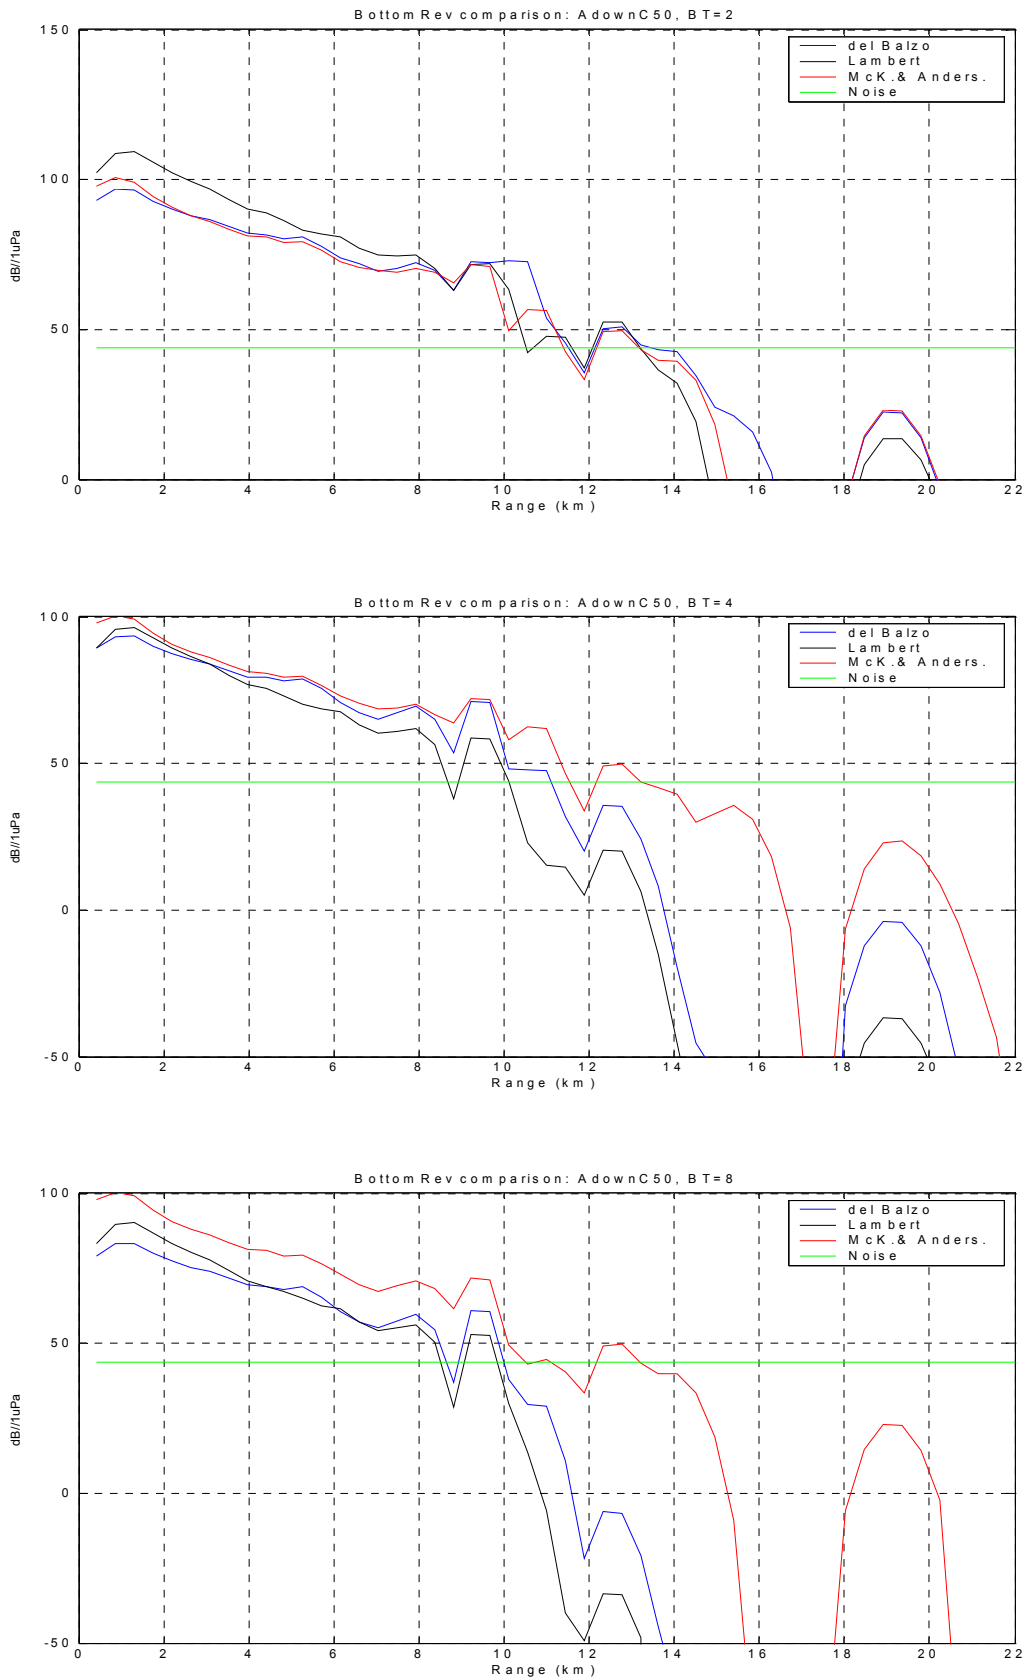 Bottom Rev comparison: AdownC50, BT=2
150
100
50
0
dB//1uPa
del Balzo
Lambert
McK.& Anders.
Noise
0 2 4 6 8 10 12 14 16 18 20 22
Range (km)
Bottom Rev comparison: AdownC50, BT=4
100
50
0
-50
dB//1uPa
del Balzo
Lambert
McK.& Anders.
Noise
0 2 4 6 8 10 12 14 16 18 20 22
Range (km)
Bottom Rev comparison: AdownC50, BT=8
100
50
0
-50
dB//1uPa
del Balzo
Lambert
McK.& Anders.
Noise
0 2 4 6 8 10 12 14 16 18 20 22
Range (km)